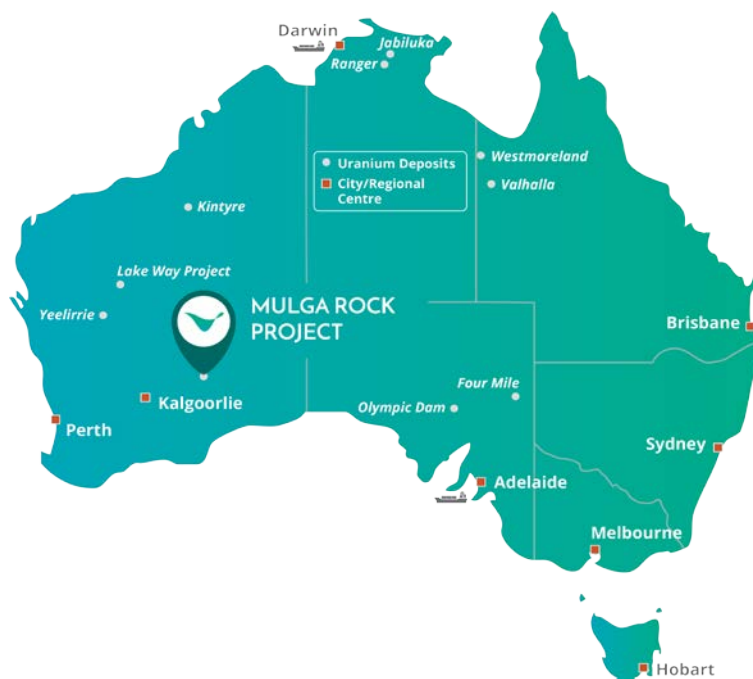 Darwin
Jabiluka
Ranger
Uranium Deposits
City/Regional
Centre
Westmoreland
Valhalla
Kintyre
Lake Way Project
Yeelirrie
MULGA ROCK
PROJECT
Brisbane
Four Mile
Olympic Dam
Kalgoorlie
Perth
Sydney
Adelaide
Melbourne
Hobart